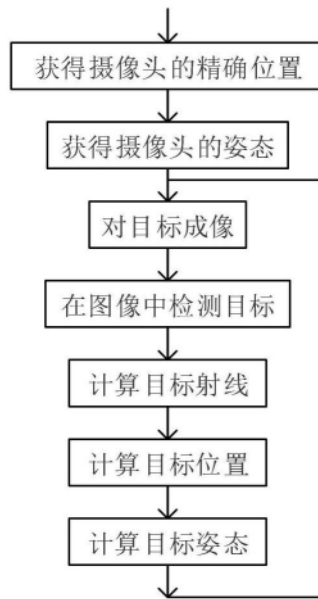 获得摄像头的精确位置
获得摄像头的姿态
对目标成像
在图像中检测目标
计算目标射线
计算目标位置
计算目标姿态